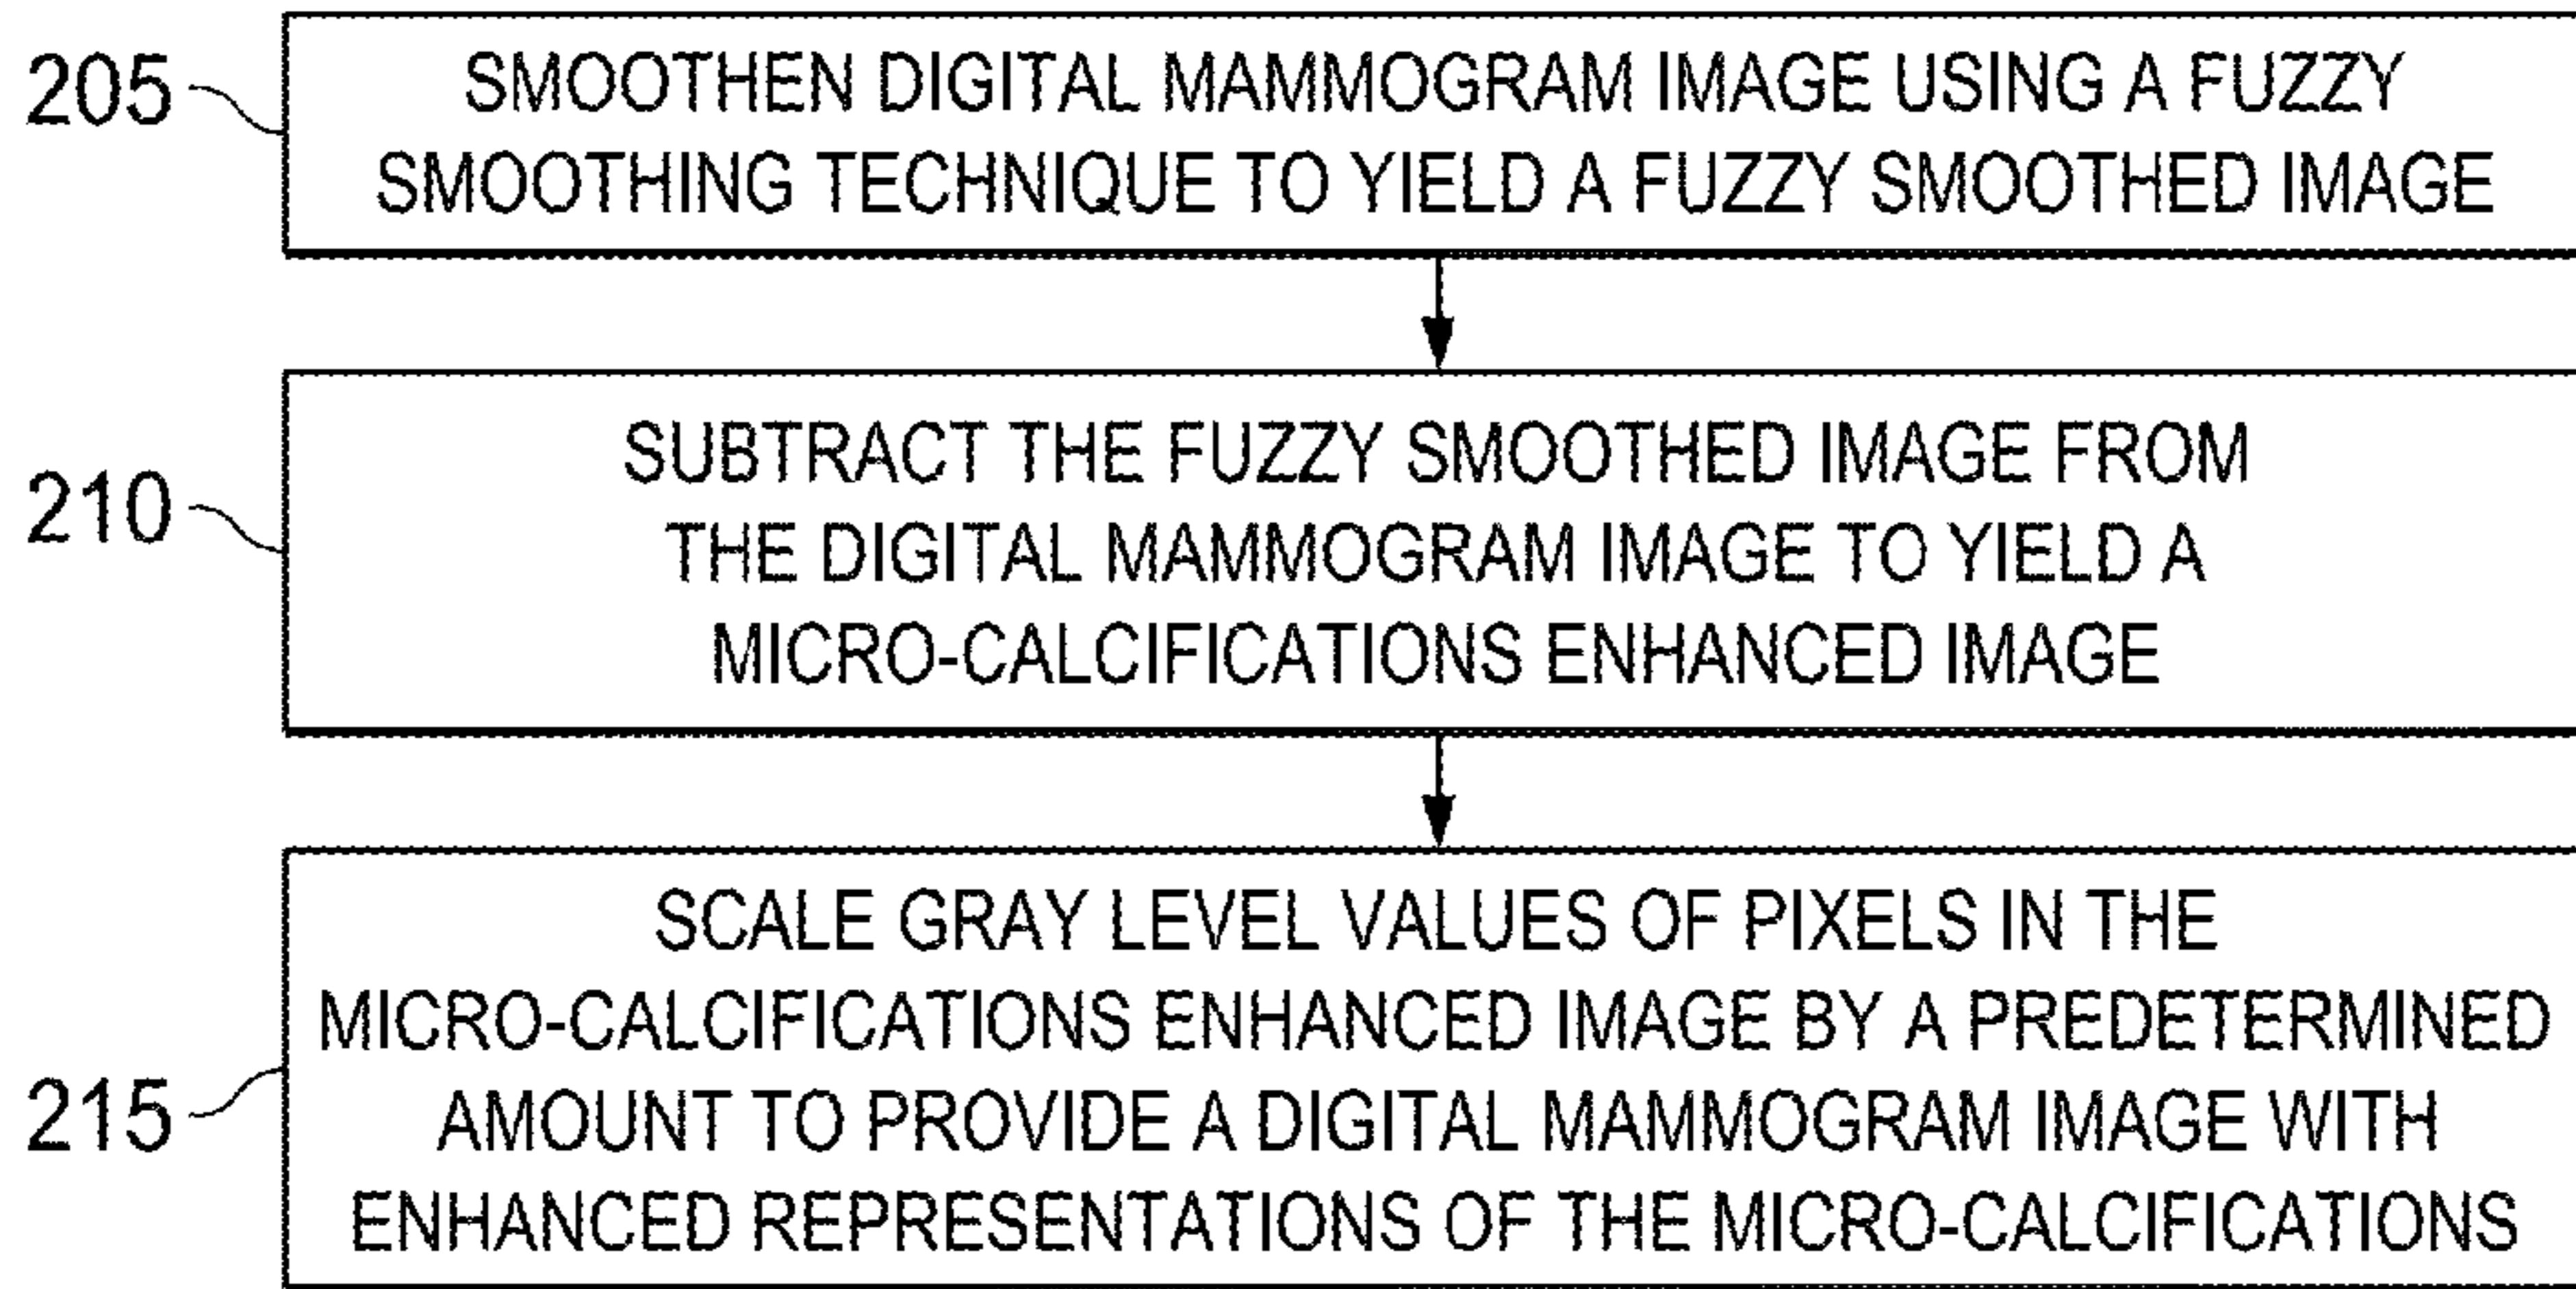 205
SMOOTHEN DIGITAL MAMMOGRAM IMAGE USING A FUZZY
SMOOTHING TECHNIQUE TO YIELD A FUZZY SMOOTHED IMAGE
210
SUBTRACT THE FUZZY SMOOTHED IMAGE FROM
THE DIGITAL MAMMOGRAM IMAGE TO YIELD A
MICRO-CALCIFICATIONS ENHANCED IMAGE
215
SCALE GRAY LEVEL VALUES OF PIXELS IN THE
MICRO-CALCIFICATIONS ENHANCED IMAGE BY A PREDETERMINED
AMOUNT TO PROVIDE A DIGITAL MAMMOGRAM IMAGE WITH
ENHANCED REPRESENTATIONS OF THE MICRO-CALCIFICATIONS